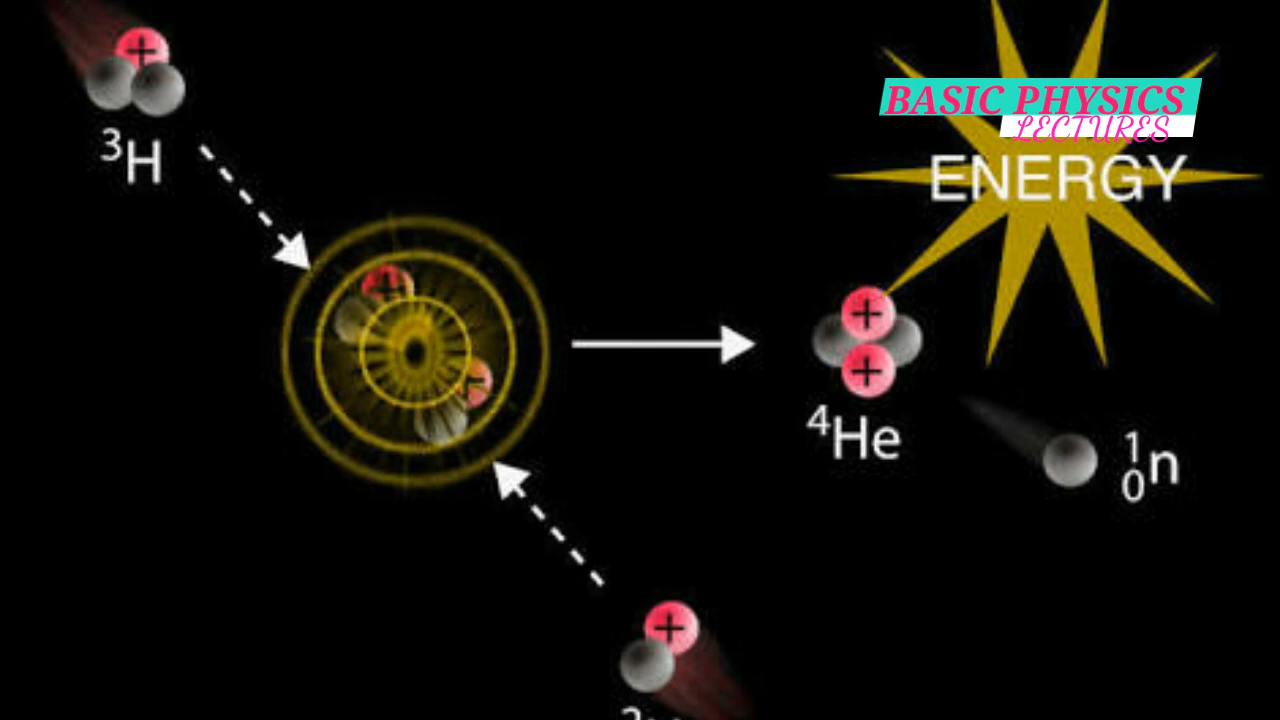 ³H
BASIC PHYSICS
LECTURES
ENERGY
⁴He
¹₀n